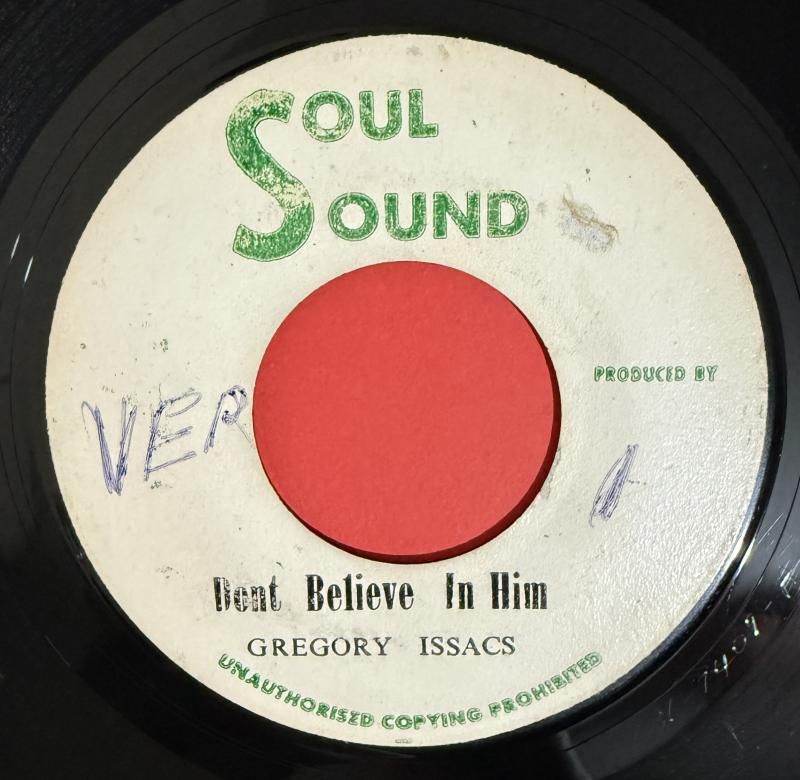 SOUL
SOUND
PRODUCED BY
VER
Dont Believe In Him
GREGORY ISSACS
UNAUTHORISED COPYING PROHIBITED